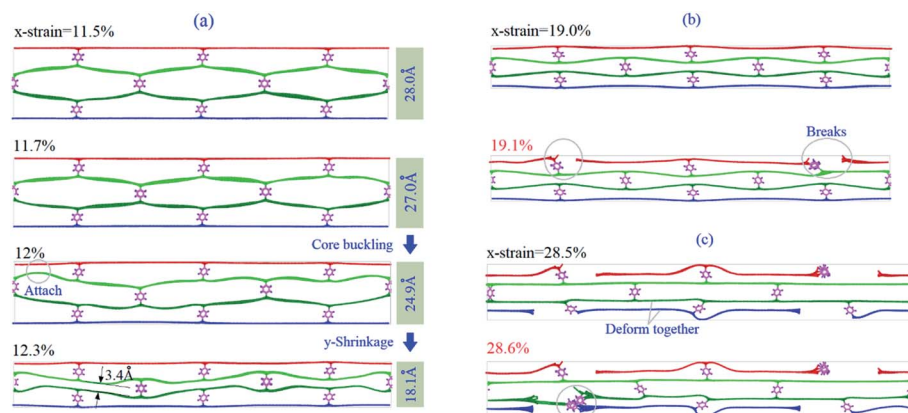 (a)
x-strain=11.5%
28.0Å
11.7%
27.0Å
Core buckling
12%
Attach
24.9Å
y-Shrinkage
12.3%
3.4Å
18.1Å
(b)
x-strain=19.0%
19.1%
Breaks
(c)
x-strain=28.5%
Deform together
28.6%